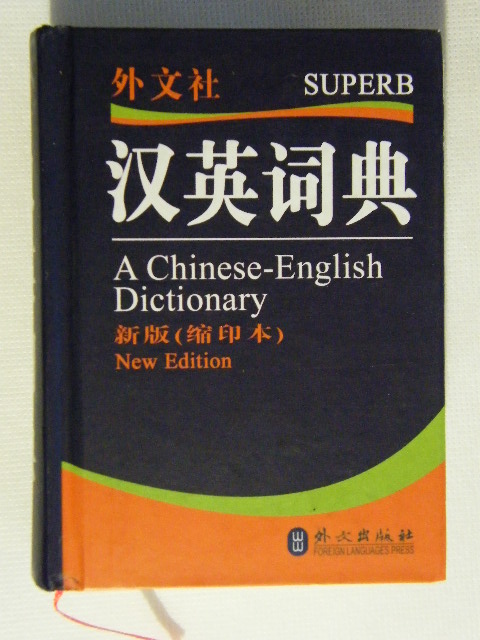 外文社 SUPERB
汉英词典
A Chinese-English
Dictionary
新版(缩印本)
New Edition
外文出版社
FOREIGN LANGUAGES PRESS